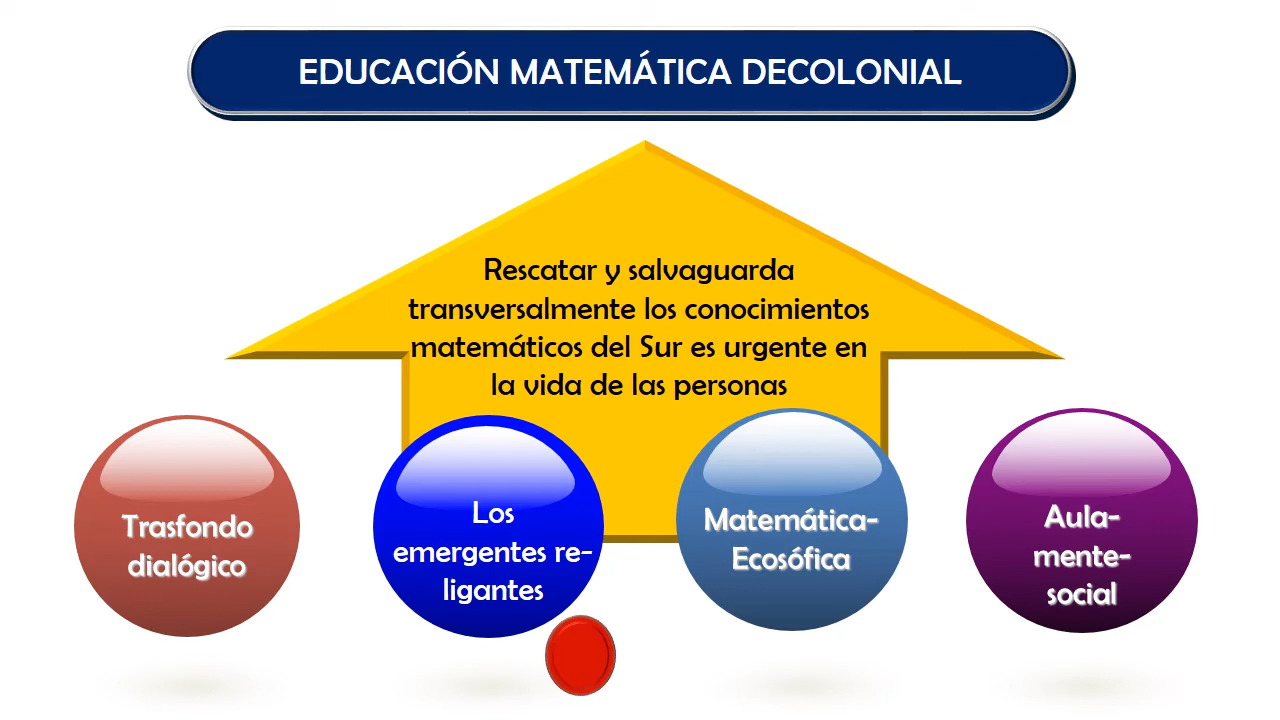 EDUCACIÓN MATEMÁTICA DECOLONIAL
Rescatar y salvaguarda
transversalmente los conocimientos
matemáticos del Sur es urgente en
la vida de las personas
Trasfondo
dialógico
Los
emergentes re-
ligantes
Matemática-
Ecosófica
Aula-
mente-
social